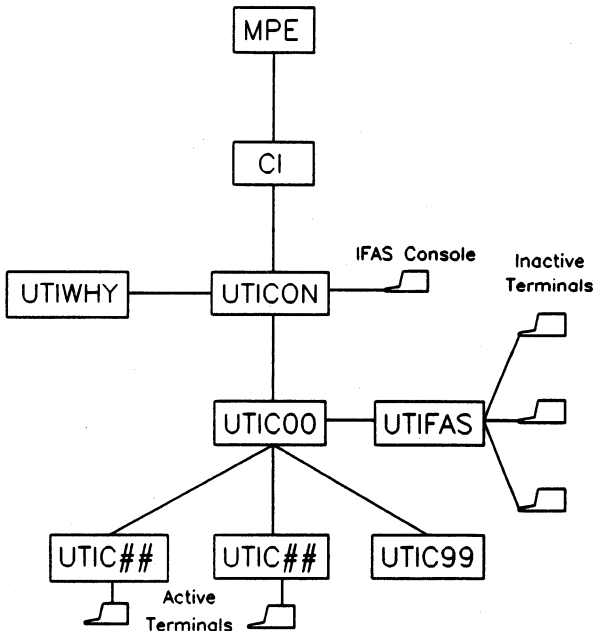 MPE
CI
IFAS Console
Inactive
Terminals
UTIWHY
UTICON
UTIC00
UTIFAS
UTIC##
UTIC##
UTIC99
Active
Terminals